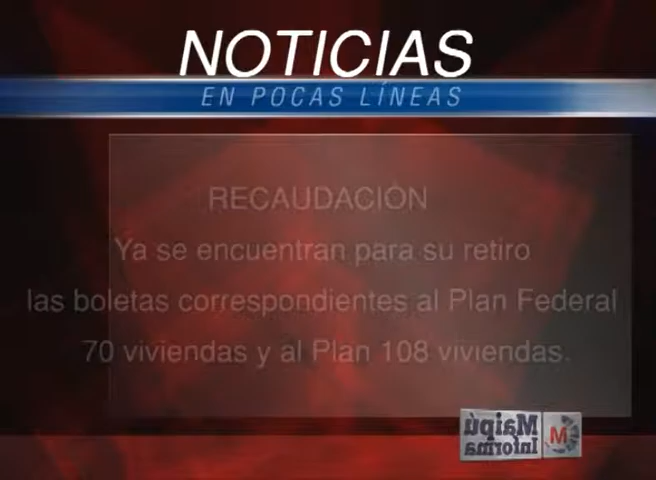 NOTICIAS
EN POCAS LÍNEAS
RECAUDACIÓN
Ya se encuentran para su retiro
las boletas correspondientes al Plan Federal
70 viviendas y al Plan 108 viviendas.
Maipú
Informa
M